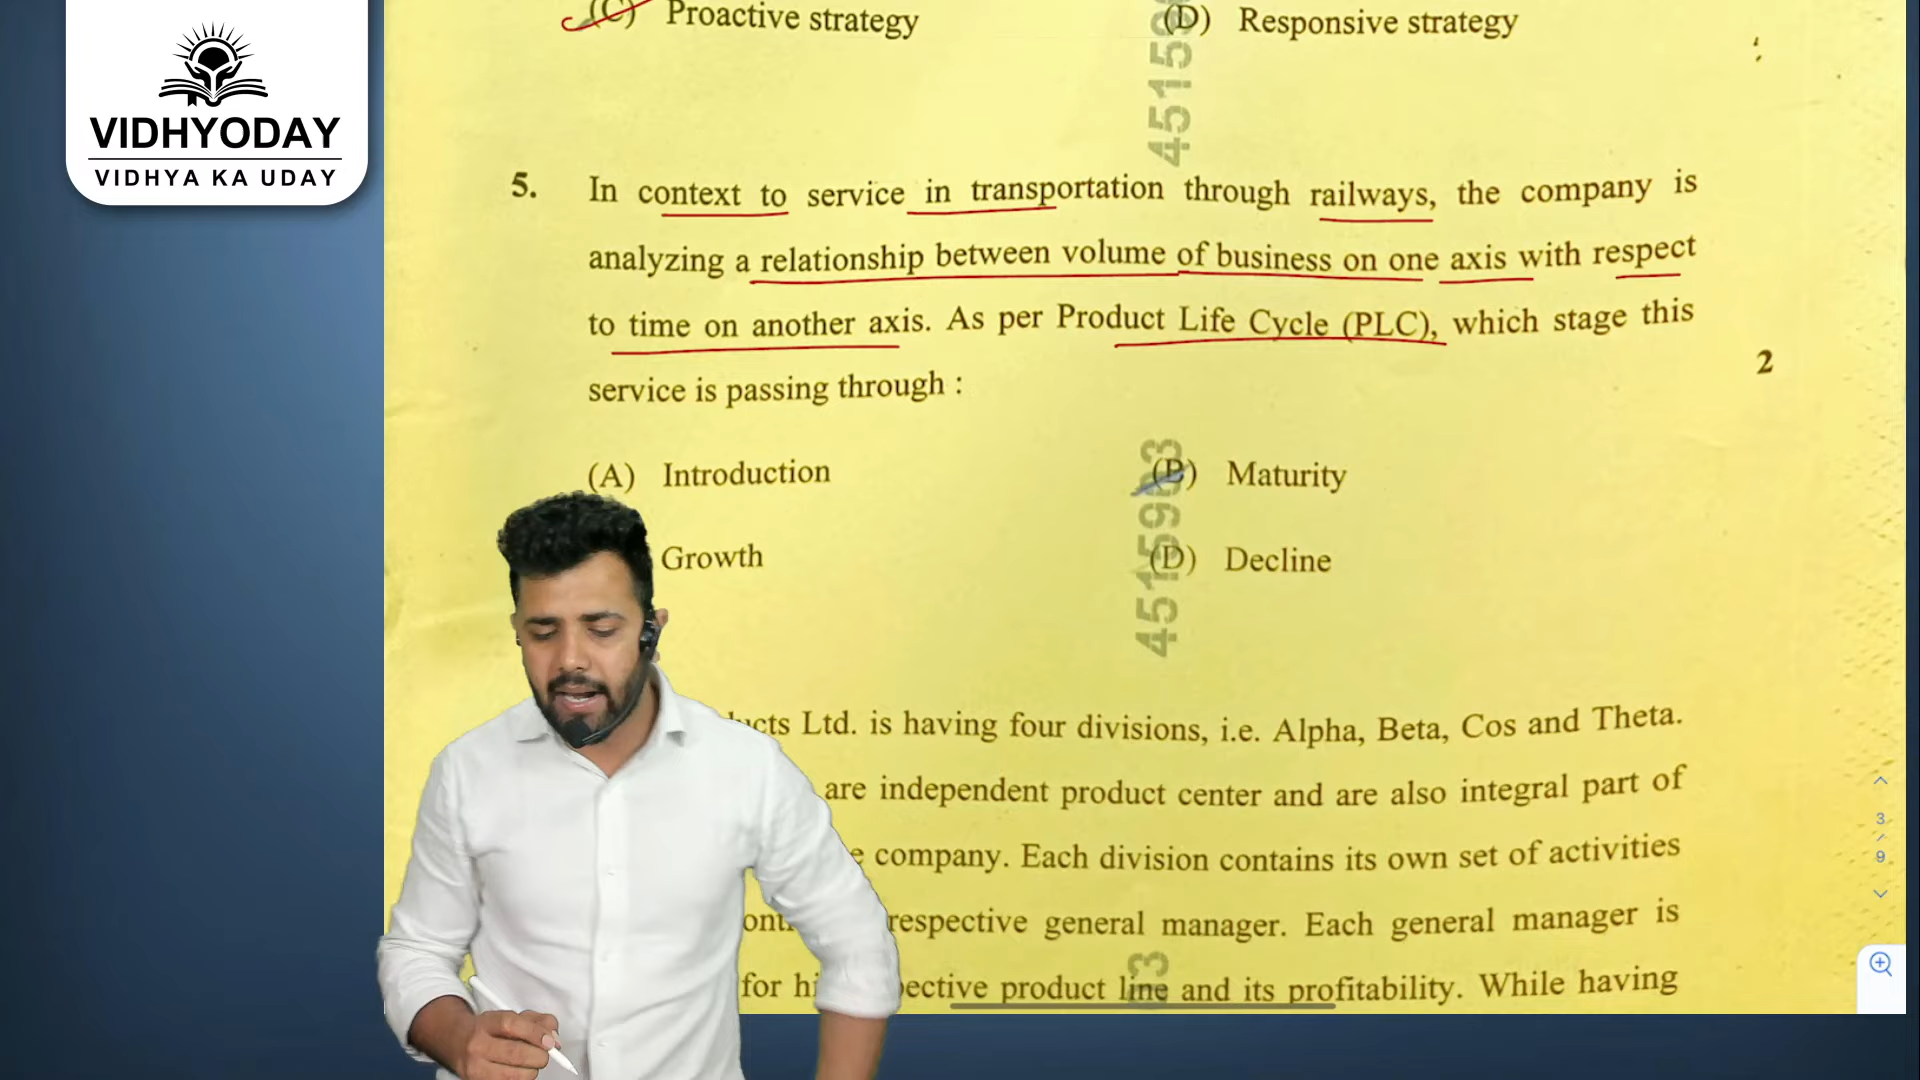 VIDHYODAY
VIDHYA KA UDAY
(C) Proactive strategy (D) Responsive strategy
5. In context to service in transportation through railways, the company is
analyzing a relationship between volume of business on one axis with respect
to time on another axis. As per Product Life Cycle (PLC), which stage this
service is passing through :
2
(A) Introduction (B) Maturity
Growth (D) Decline
Ltd. is having four divisions, i.e. Alpha, Beta, Cos and Theta.
are independent product center and are also integral part of
company. Each division contains its own set of activities
respective general manager. Each general manager is
for product line and its profitability. While having
45159
4515903
3
3
/
9